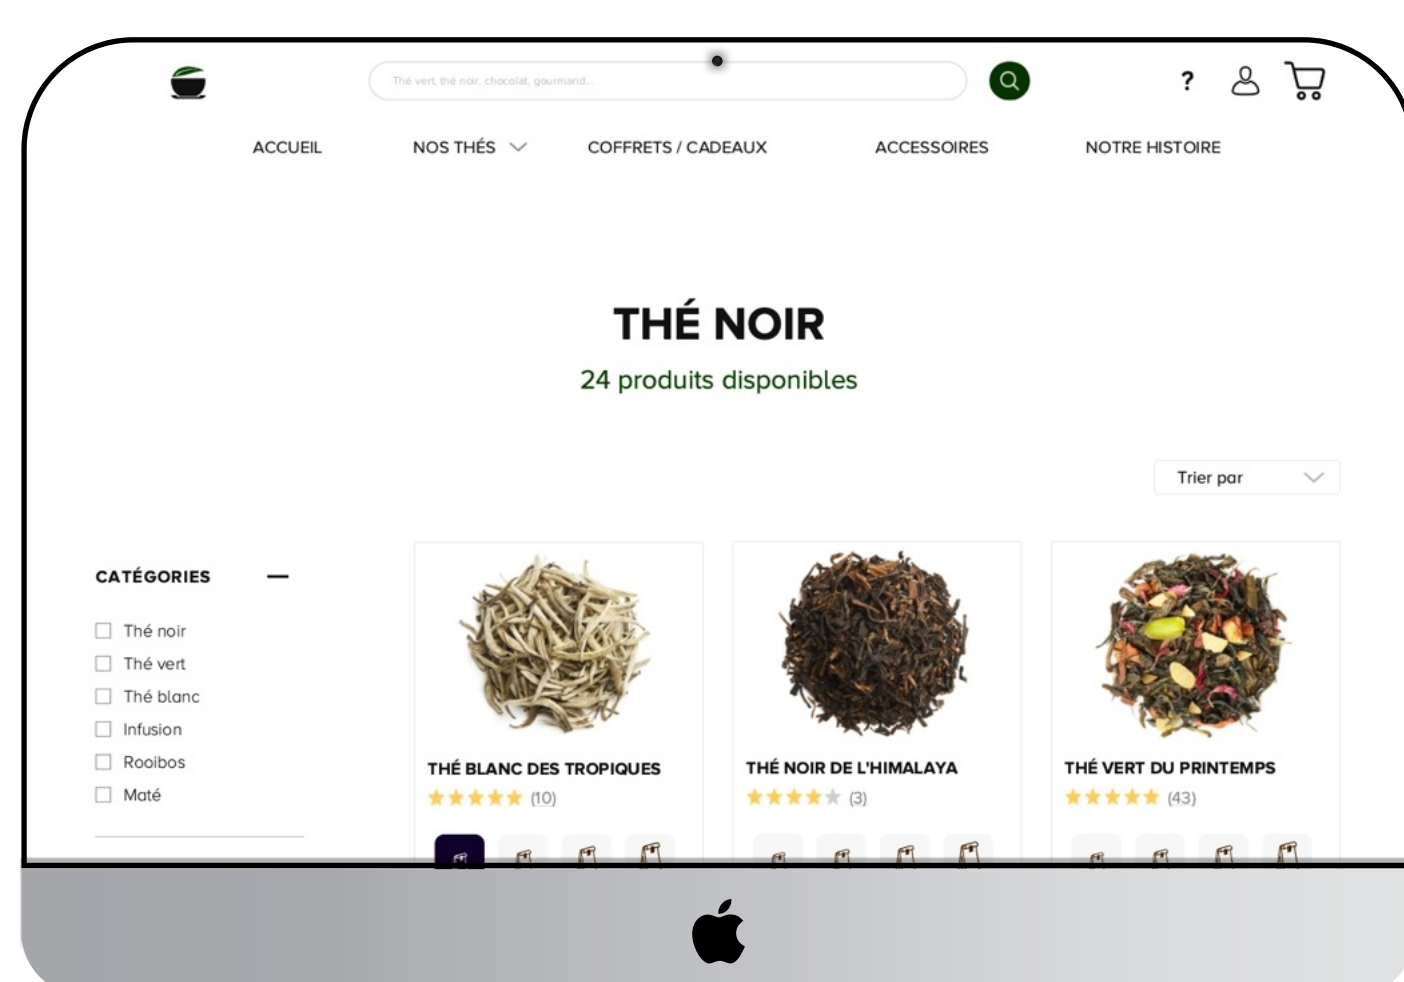 Thé vert, thé noir, chocolat, gourmand...
?
ACCUEIL
NOS THÉS
COFFRETS / CADEAUX
ACCESSOIRES
NOTRE HISTOIRE
THÉ NOIR
24 produits disponibles
Trier par
CATÉGORIES
Thé noir
Thé vert
Thé blanc
Infusion
Rooibos
Maté
THÉ BLANC DES TROPIQUES
(10)
THÉ NOIR DE L'HIMALAYA
(3)
THÉ VERT DU PRINTEMPS
(43)